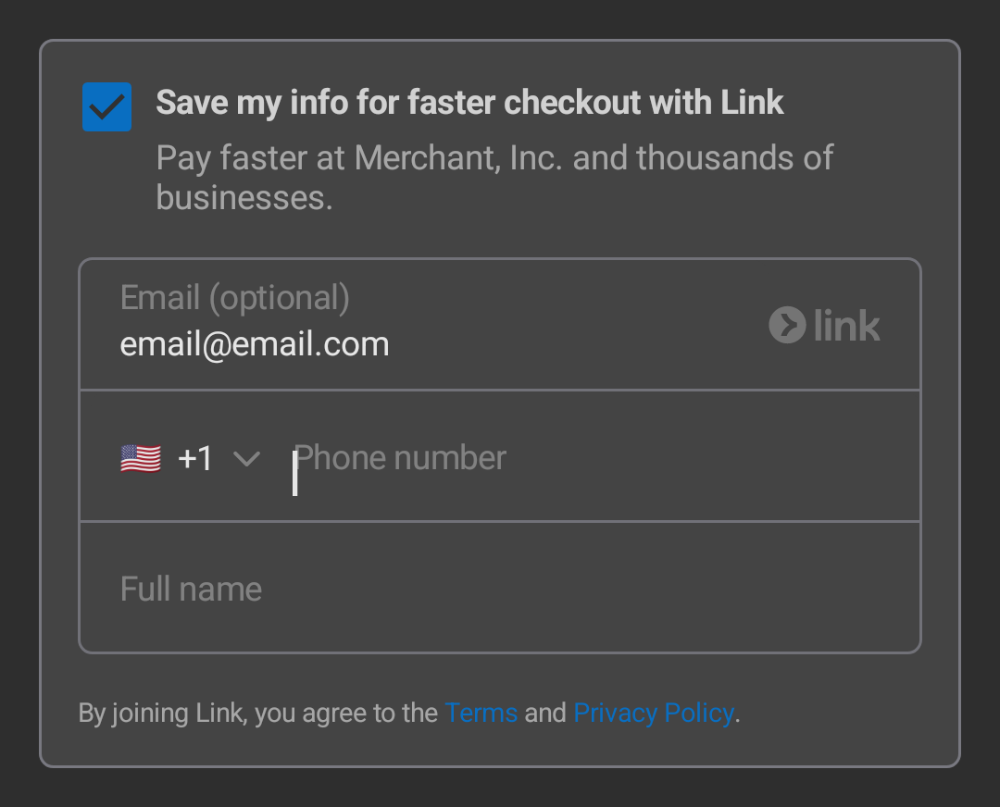 Save my info for faster checkout with Link
Pay faster at Merchant, Inc. and thousands of
businesses.
Email (optional)
email@email.com
link
+1 Phone number
Full name
By joining Link, you agree to the Terms and Privacy Policy.